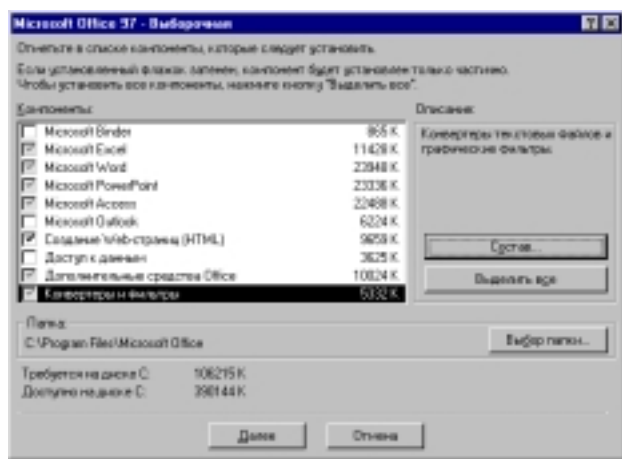 Microsoft Office 97 - Выборочная
Отметьте в списке компоненты, которые следует установить.
Если установленный флажок затенен, компонент будет установлен только частично.
Чтобы установить все компоненты, нажмите кнопку "Выделить все".
Компоненты:
Описание:
Microsoft Binder 865 K
Microsoft Excel 11428 K
Microsoft Word 23948 K
Microsoft PowerPoint 23336 K
Microsoft Access 22488 K
Microsoft Outlook 6224 K
Создание Web-страниц (HTML) 9659 K
Доступ к данным 3625 K
Дополнительные средства Office 10024 K
Конвертеры и фильтры 5332 K
Конвертеры текстовых файлов и
графические фильтры.
Состав...
Выделить все
Папка:
C:\Program Files\Microsoft Office
Выбор папки...
Требуется на диске C: 106215 K
Доступно на диске C: 390144 K
Далее
Отмена